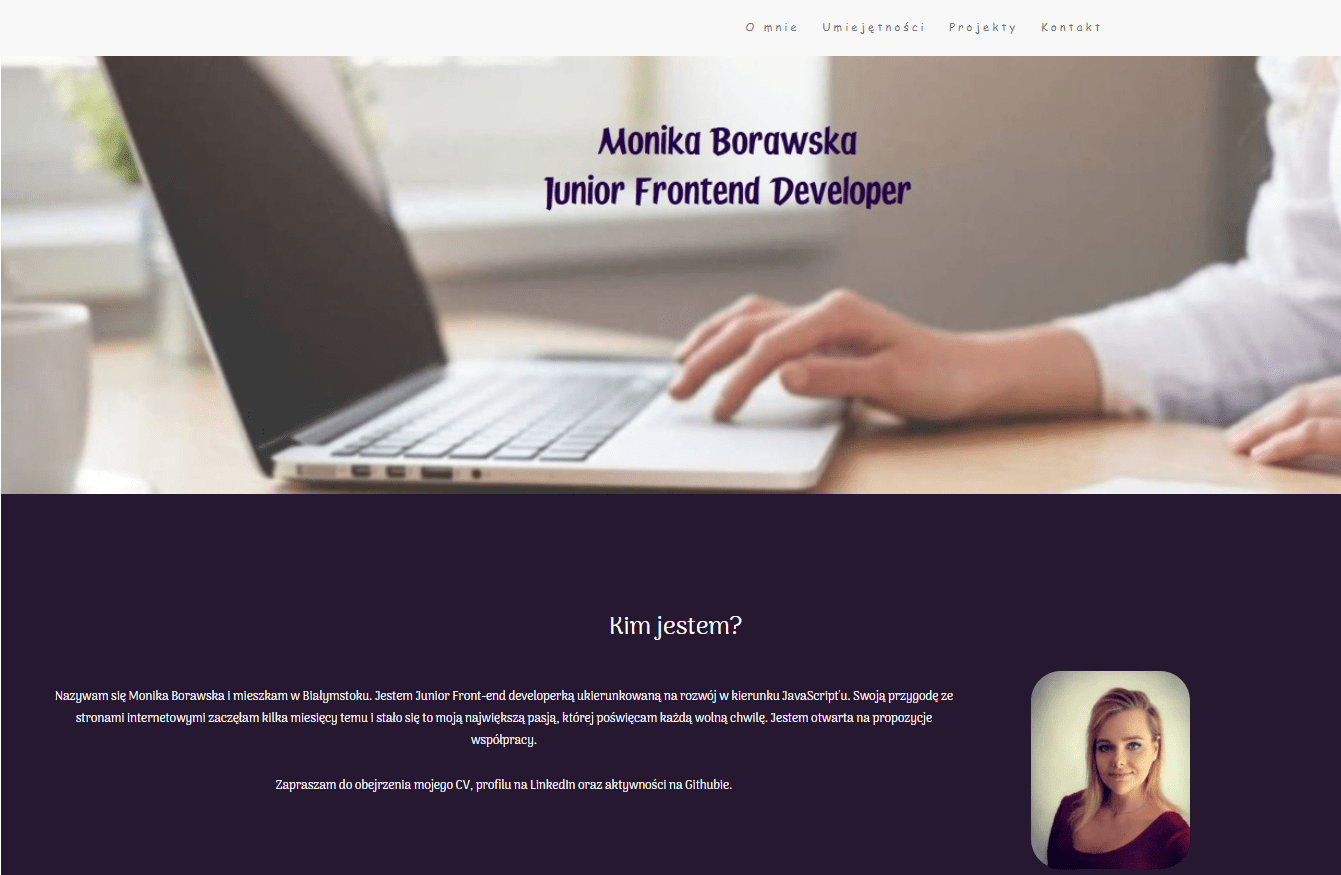 O mnie Umiejętności Projekty Kontakt
Monika Borawska
Junior Frontend Developer
Kim jestem?
Nazywam się Monika Borawska i mieszkam w Białymstoku. Jestem Junior Front-end developerką ukierunkowaną na rozwój w kierunku JavaScript'u. Swoją przygodę ze
stronami internetowymi zaczęłam kilka miesięcy temu i stało się to moją największą pasją, której poświęcam każdą wolną chwilę. Jestem otwarta na propozycje
współpracy.
Zapraszam do obejrzenia mojego CV, profilu na LinkedIn oraz aktywności na Githubie.